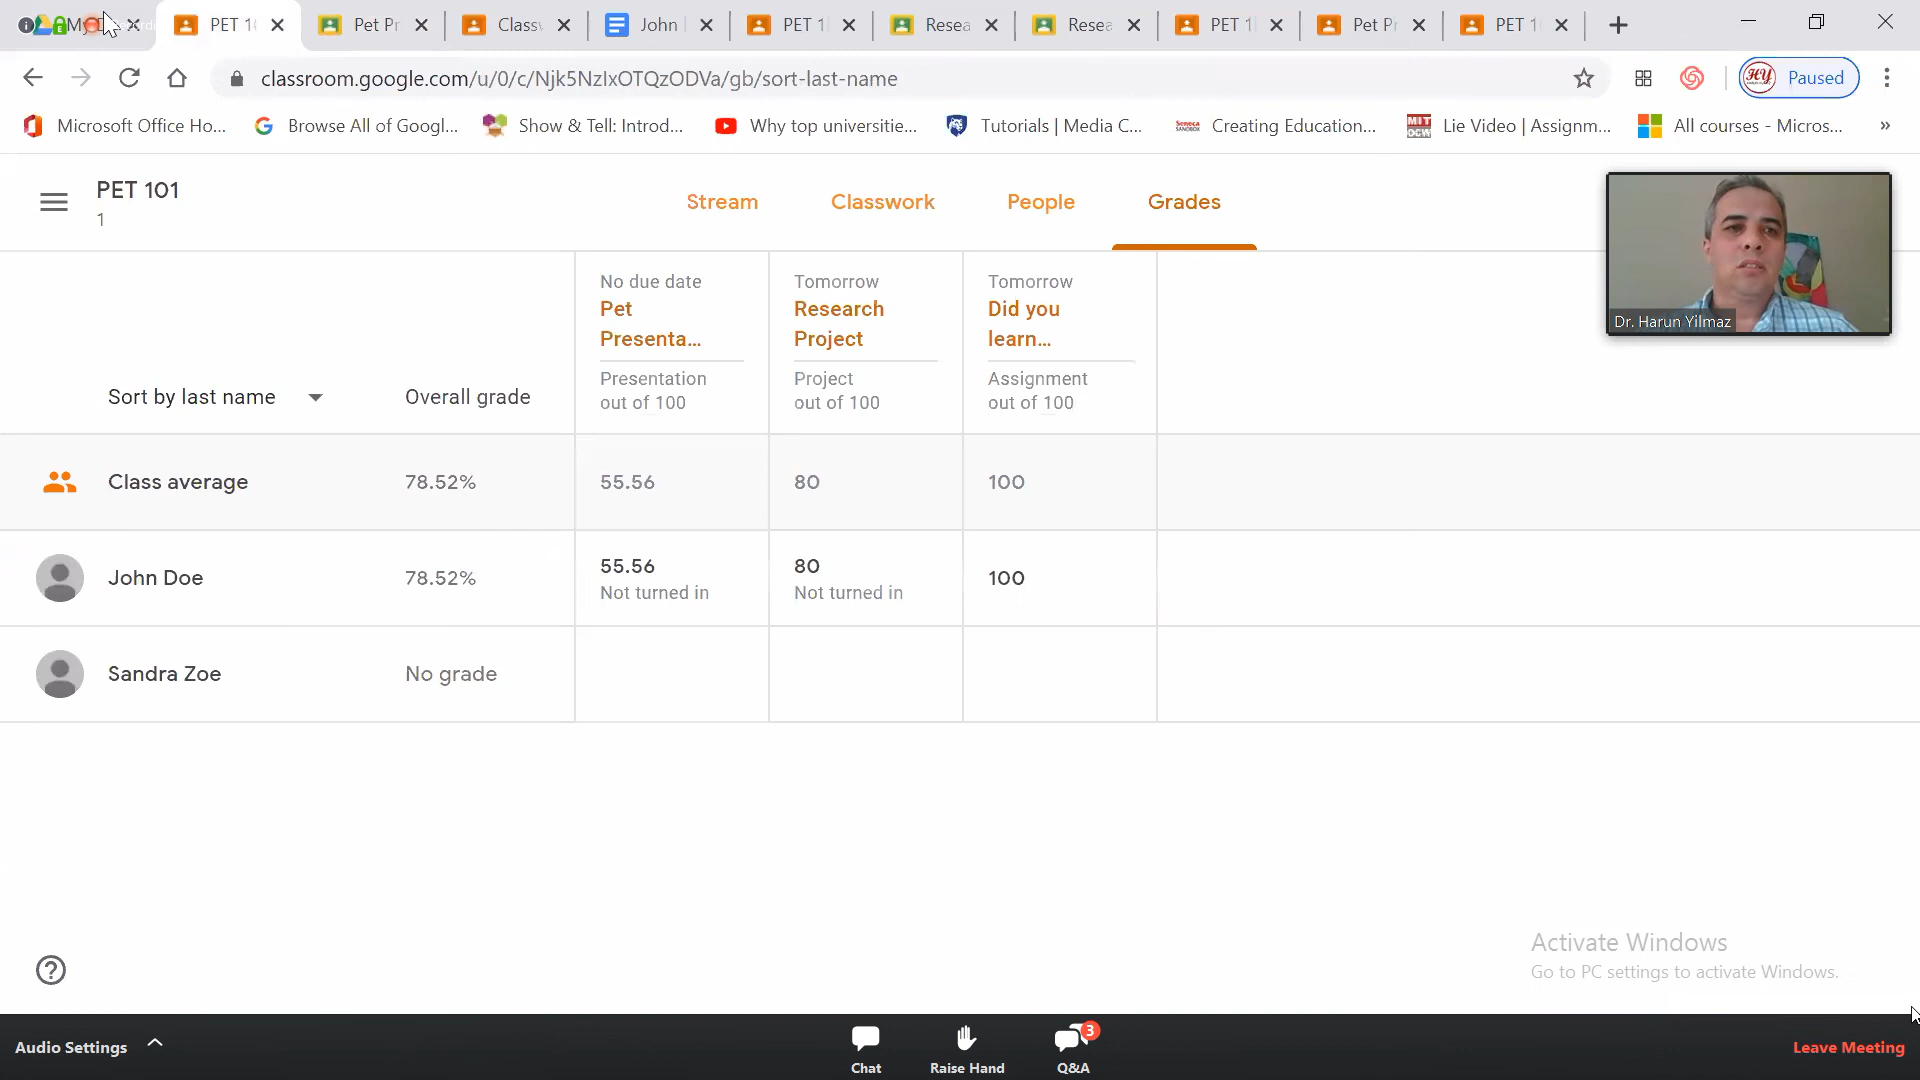 PET 1
Pet Pr
Class
John
PET 1
Resea
Resea
PET 1
Pet Pr
PET 1
classroom.google.com/u/0/c/Njk5NzIxOTQzODVa/gb/sort-last-name
HY Paused
Microsoft Office Ho...
Browse All of Googl...
Show & Tell: Introd...
Why top universitie...
Tutorials | Media C...
Creating Education...
Lie Video | Assignm...
All courses - Micros...
PET 101
1
Stream
Classwork
People
Grades
Dr. Harun Yilmaz
Sort by last name
Overall grade
No due date
Pet
Presenta...
Presentation
out of 100
Tomorrow
Research
Project
Project
out of 100
Tomorrow
Did you
learn...
Assignment
out of 100
Class average 78.52% 55.56 80 100
John Doe 78.52%
55.56
Not turned in
80
Not turned in
100
Sandra Zoe No grade
Activate Windows
Go to PC settings to activate Windows.
Audio Settings
Chat
Raise Hand
3
Q&A
Leave Meeting